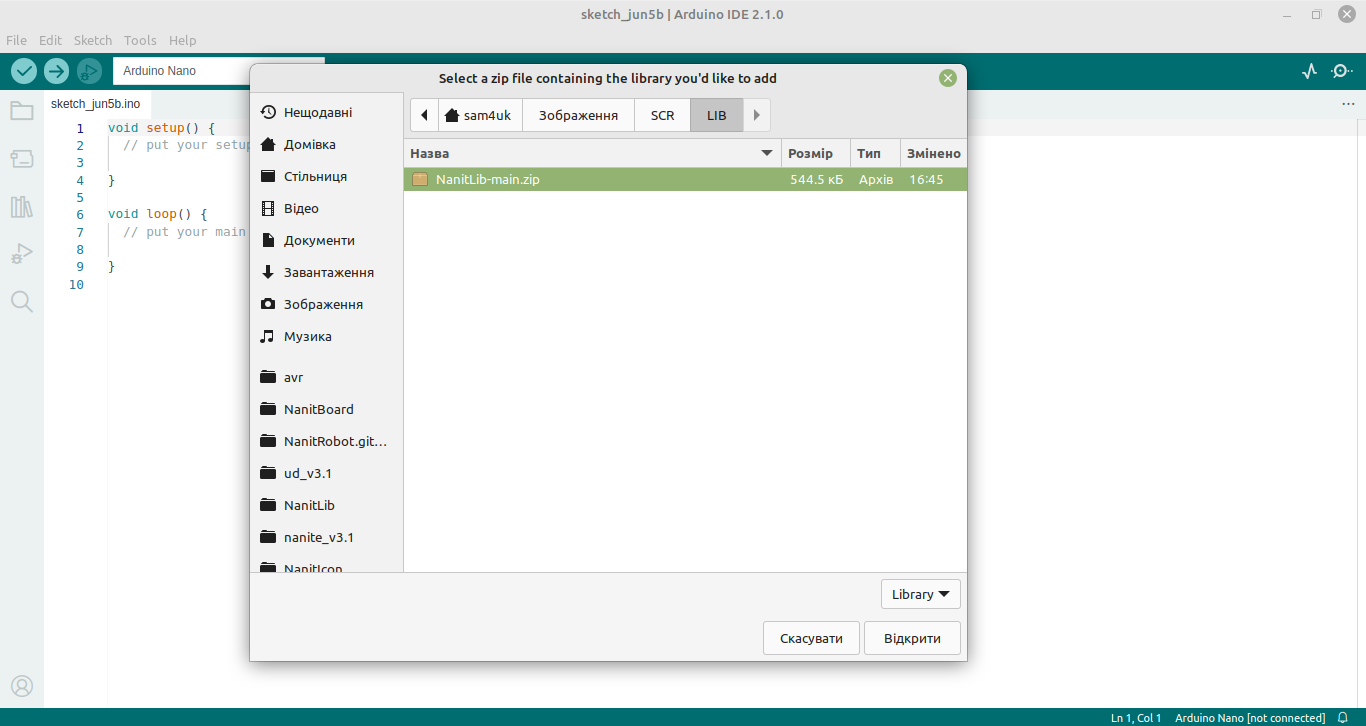 sketch_jun5b | Arduino IDE 2.1.0
File Edit Sketch Tools Help
Arduino Nano
sketch_jun5b.ino
1 void setup() {
2 // put your setup
3
4 }
5
6 void loop() {
7 // put your main
8
9 }
10
Select a zip file containing the library you'd like to add
Нещодавні
Домівка
Стільниця
Відео
Документи
Завантаження
Зображення
Музика
avr
NanitBoard
NanitRobot.git...
ud_v3.1
NanitLib
nanite_v3.1
NanitIcon
sam4uk Зображення SCR LIB
Назва Розмір Тип Змінено
NanitLib-main.zip 544.5 кБ Архів 16:45
Library
Скасувати Відкрити
Ln 1, Col 1 Arduino Nano [not connected]